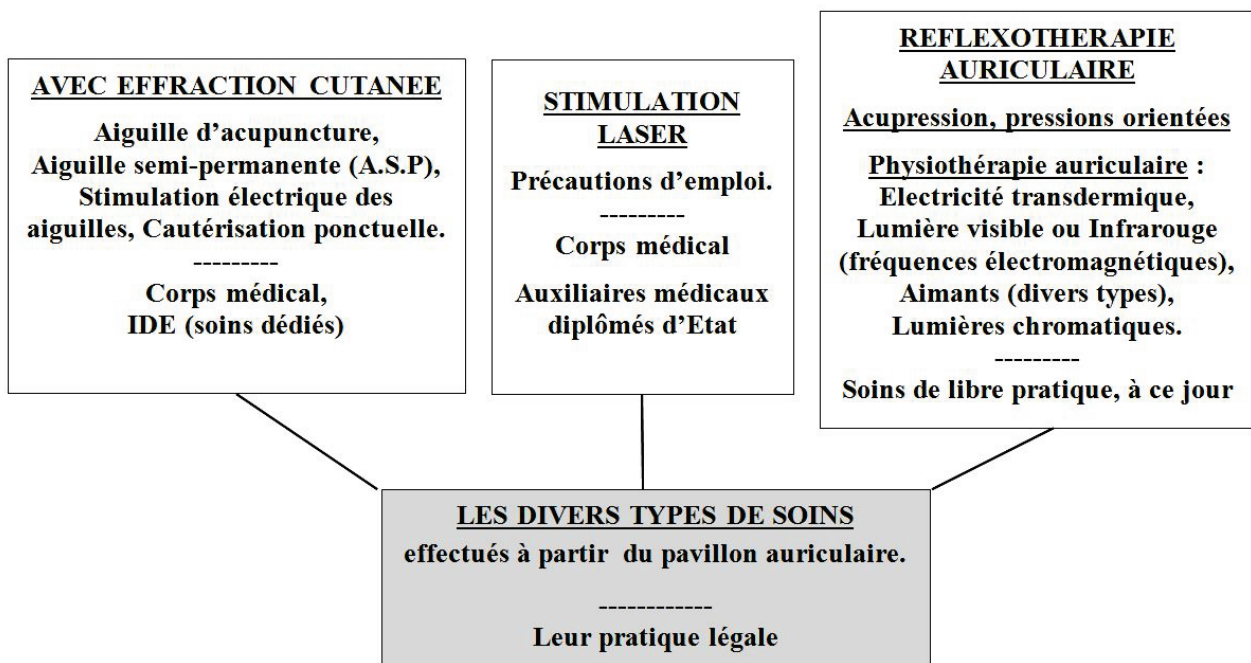 AVEC EFFRACTION CUTANEE
Aiguille d'acupuncture,
Aiguille semi-permanente (A.S.P),
Stimulation électrique des
aiguilles, Cautérisation ponctuelle.
---------
Corps médical,
IDE (soins dédiés)
STIMULATION
LASER
Précautions d'emploi.
---------
Corps médical
Auxiliaires médicaux
diplômés d'Etat
REFLEXOTHERAPIE
AURICULAIRE
Acupression, pressions orientées
Physiothérapie auriculaire :
Electricité transdermique,
Lumière visible ou Infrarouge
(fréquences électromagnétiques),
Aimants (divers types),
Lumières chromatiques.
---------
Soins de libre pratique, à ce jour
LES DIVERS TYPES DE SOINS
effectués à partir du pavillon auriculaire.
------------
Leur pratique légale